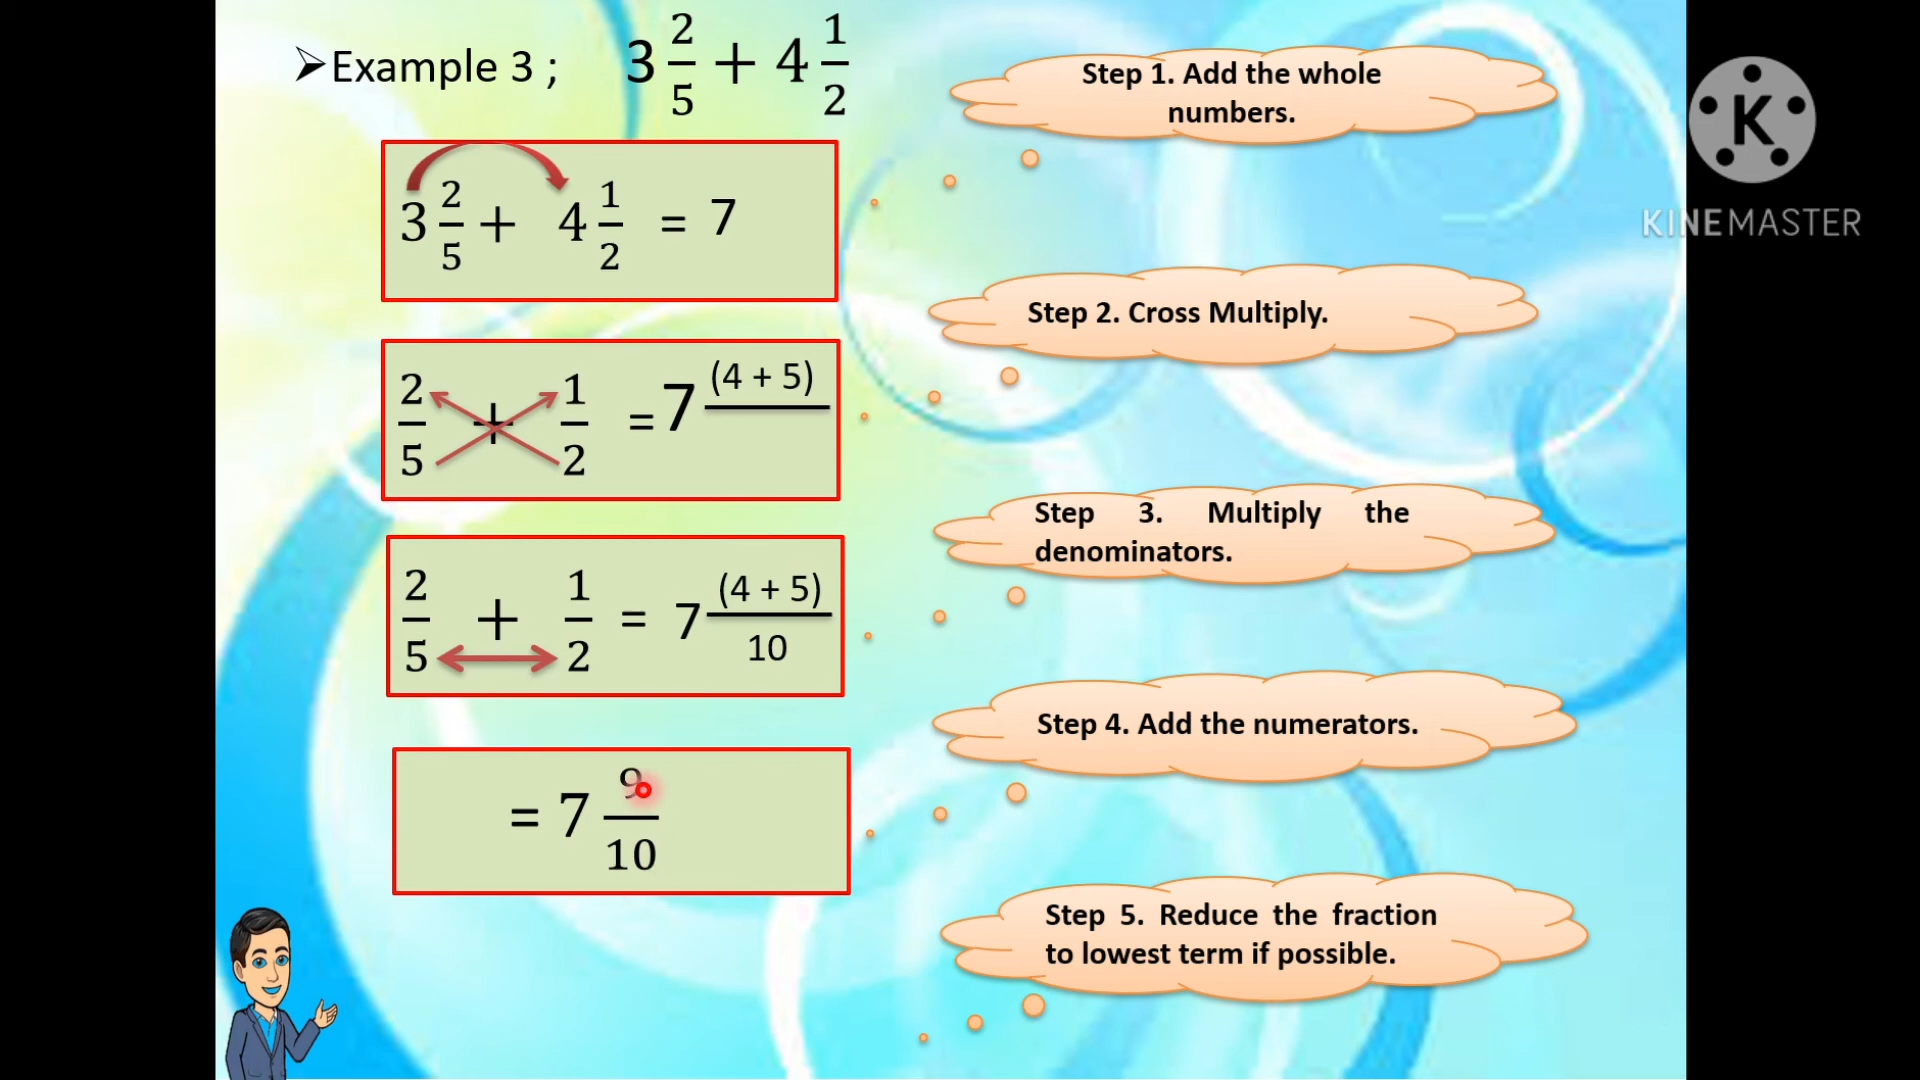 ➢Example 3 ; 3 2/5 + 4 1/2
Step 1. Add the whole
numbers.
3 2/5 + 4 1/2 = 7
Step 2. Cross Multiply.
2/5 + 1/2 = 7 (4 + 5)/
Step 3. Multiply the
denominators.
2/5 + 1/2 = 7 (4 + 5)/10
Step 4. Add the numerators.
= 7 9/10
Step 5. Reduce the fraction
to lowest term if possible.
K
KINEMASTER